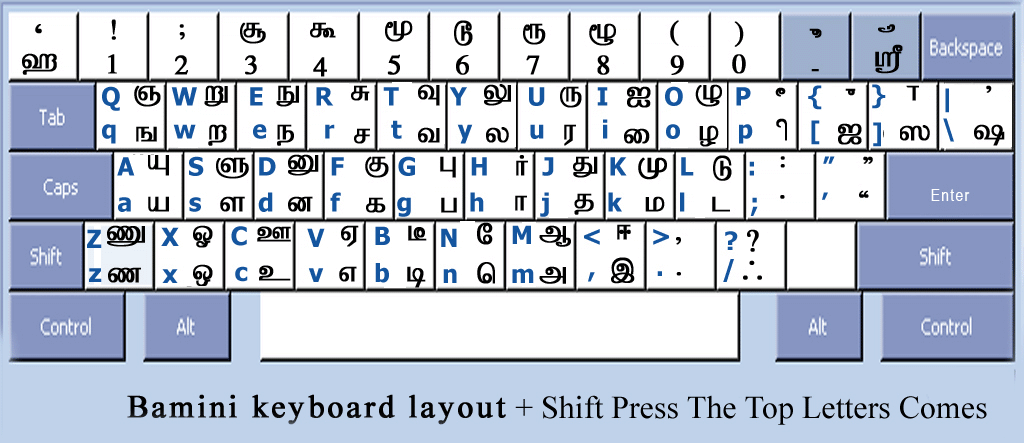 ‘ ! ; சூ கூ மூ டூ ரூ ழூ ( )
ஹ 1 2 3 4 5 6 7 8 9 0 - ஸ்ரீ Backspace
Tab Q ஞ W று E நு R சு T வு Y லு U ரு I ஐ O ழு P { } | ’
q ங w ற e ந r ச t வ y ல u ர i ை o ழ p ி [ ஜ ] ஸ \ ஷ
Caps A யு S ளு D னு F கு G பு H ர் J து K மு L டு : : " ”
a ய s ள d ன f க g ப h ா j த k ம l ட ; · ' “ Enter
Shift Z ணு X ஓ C ஊ V ஏ B டீ N ே M ஆ < ஈ > , ? ?
z ண x ஒ c உ v எ b டி n ெ m அ , இ . . / ஃ Shift
Control Alt Alt Control
Bamini keyboard layout + Shift Press The Top Letters Comes